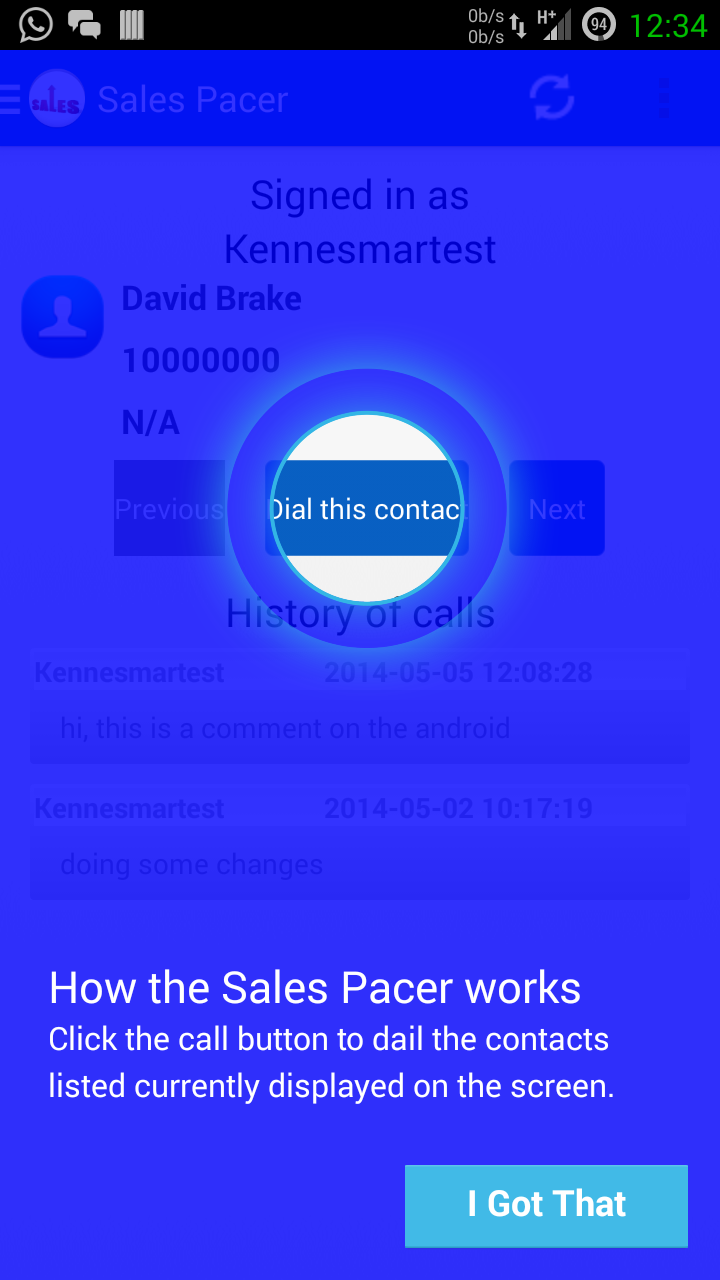 0b/s
0b/s
H+
94
12:34
SALES
Sales Pacer
Signed in as
Kennesmartest
David Brake
10000000
N/A
Previous
Dial this contact
Next
History of calls
Kennesmartest 2014-05-05 12:08:28
hi, this is a comment on the android
Kennesmartest 2014-05-02 10:17:19
doing some changes
How the Sales Pacer works
Click the call button to dail the contacts
listed currently displayed on the screen.
I Got That